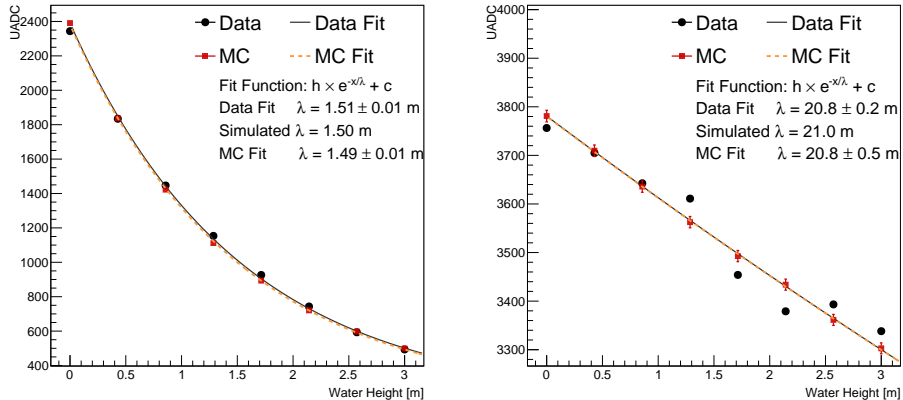 UADC
2400
2200
2000
1800
1600
1400
1200
1000
800
600
400
0 0.5 1 1.5 2 2.5 3
Water Height [m]
Data Data Fit
MC MC Fit
Fit Function: h × e^{-x/λ} + c
Data Fit λ = 1.51 ± 0.01 m
Simulated λ = 1.50 m
MC Fit λ = 1.49 ± 0.01 m
UADC
4000
3900
3800
3700
3600
3500
3400
3300
0 0.5 1 1.5 2 2.5 3
Water Height [m]
Data Data Fit
MC MC Fit
Fit Function: h × e^{-x/λ} + c
Data Fit λ = 20.8 ± 0.2 m
Simulated λ = 21.0 m
MC Fit λ = 20.8 ± 0.5 m